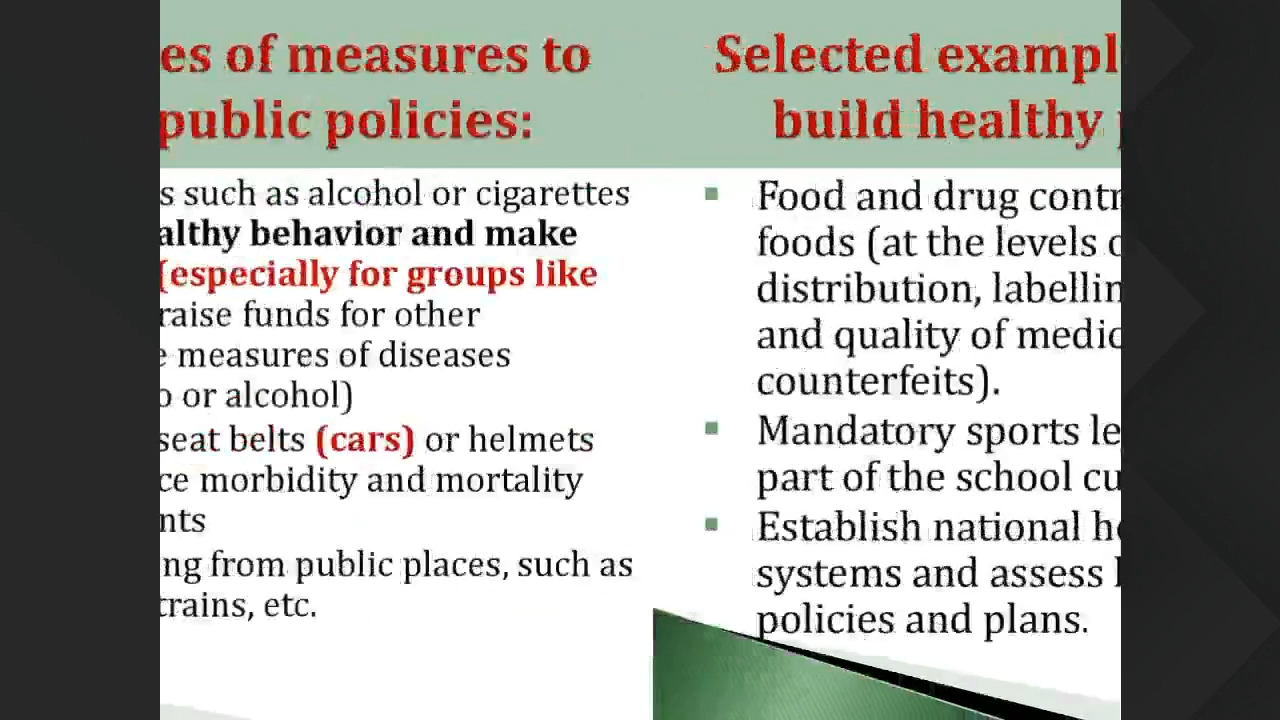 es of measures to
public policies:
s such as alcohol or cigarettes
althy behavior and make
(especially for groups like
raise funds for other
e measures of diseases
o or alcohol)
seat belts (cars) or helmets
ce morbidity and mortality
nts
ng from public places, such as
trains, etc.
Selected exampl
build healthy p
Food and drug contr
foods (at the levels o
distribution, labellin
and quality of medic
counterfeits).
Mandatory sports le
part of the school cu
Establish national he
systems and assess h
policies and plans.